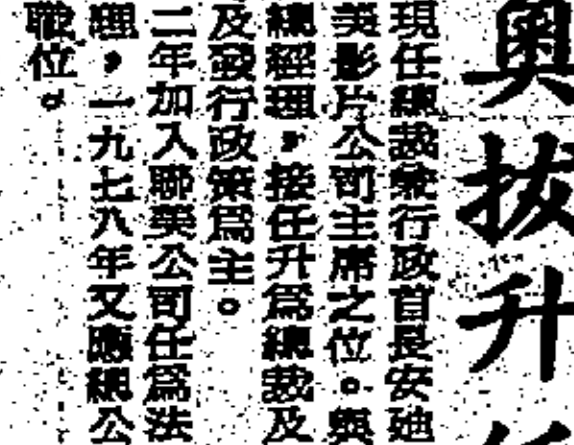 奧拔升
現任總裁兼行政首長安廸
美影片公司主席之位。與
總經理，接任升爲總裁及
及發行政策爲主。
二年加入聯美公司任爲法
理，一九七八年又應總公
職位。